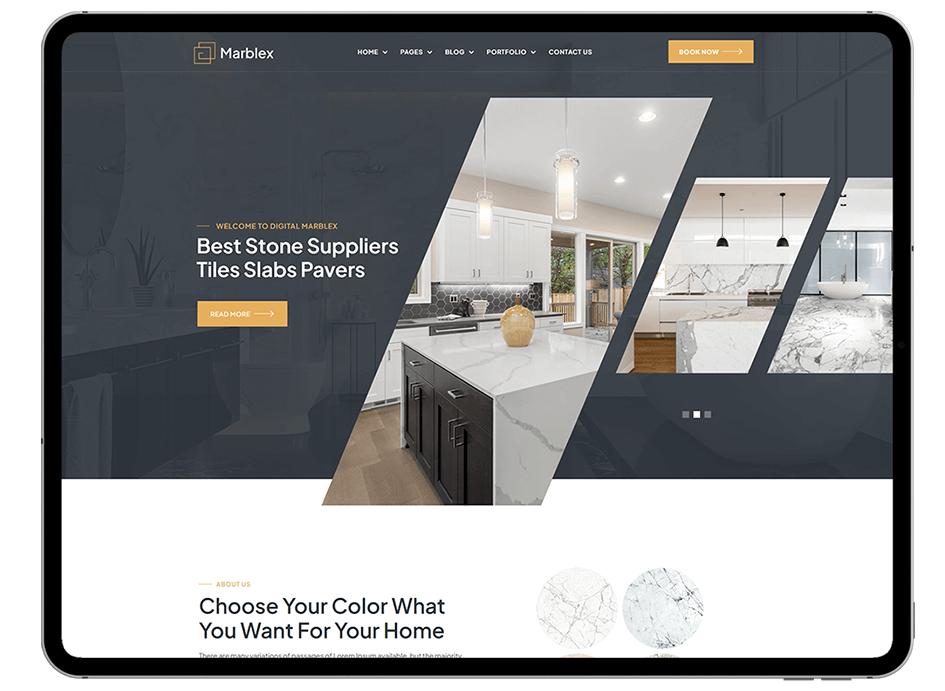 Marblex
HOME PAGES BLOG PORTFOLIO CONTACT US
BOOK NOW
WELCOME TO DIGITAL MARBLEX
Best Stone Suppliers
Tiles Slabs Pavers
READ MORE
ABOUT US
Choose Your Color What
You Want For Your Home
There are many variations of passages of Lorem Ipsum available, but the majority